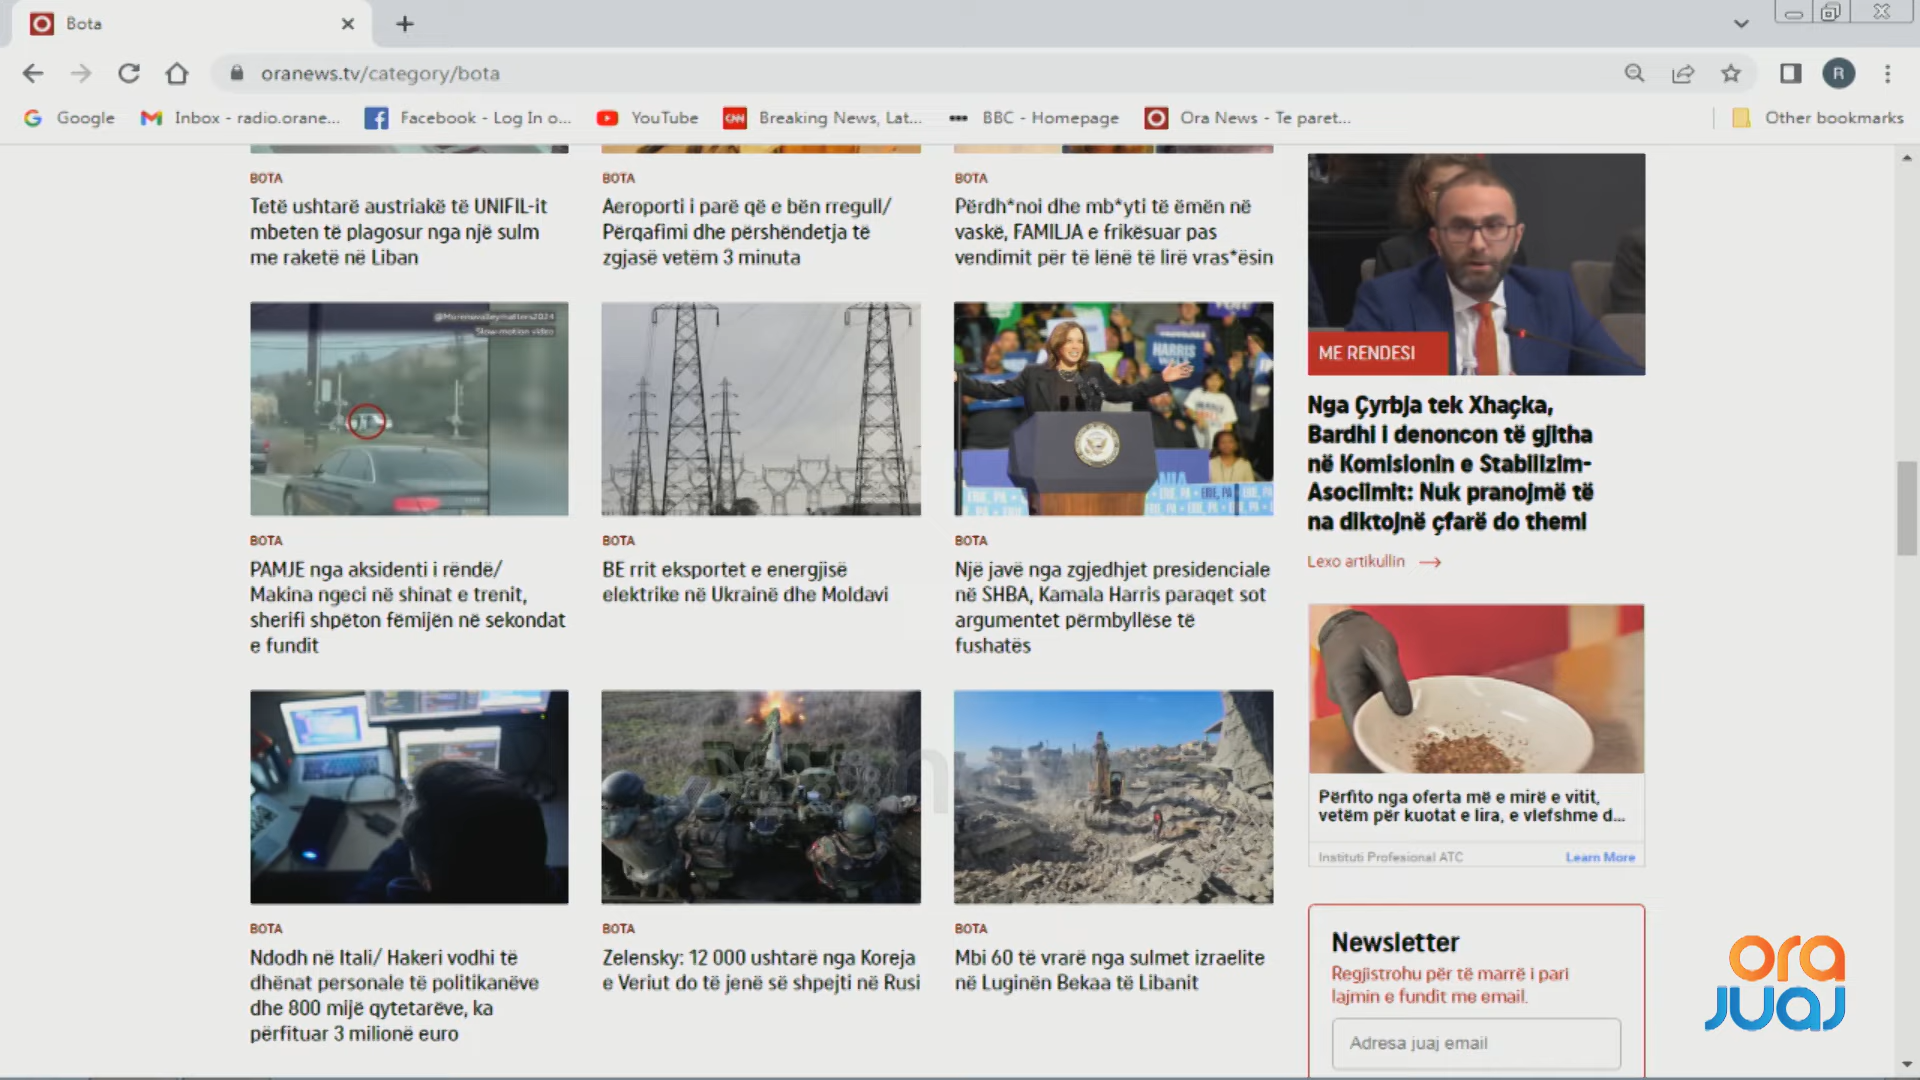 Bota
oranews.tv/category/bota
R
Google
Inbox - radio.orane...
Facebook - Log In o...
YouTube
CNN
Breaking News, Lat...
BBC - Homepage
Ora News - Te paret...
Other bookmarks
BOTA
Tetë ushtarë austriakë të UNIFIL-it
mbeten të plagosur nga një sulm
me raketë në Liban
BOTA
Aeroporti i parë që e bën rregull/
Përqafimi dhe përshëndetja të
zgjasë vetëm 3 minuta
BOTA
Përdh*noi dhe mb*yti të ëmën në
vaskë, FAMILJA e frikësuar pas
vendimit për të lënë të lirë vras*ësin
@Morenovalleymatters2024
Slow-motion video
BOTA
PAMJE nga aksidenti i rëndë/
Makina ngeci në shinat e trenit,
sherifi shpëton fëmijën në sekondat
e fundit
BOTA
BE rrit eksportet e energjisë
elektrike në Ukrainë dhe Moldavi
HARRIS
WALZ
ERIE, PA
BOTA
Një javë nga zgjedhjet presidenciale
në SHBA, Kamala Harris paraqet sot
argumentet përmbyllëse të
fushatës
BOTA
Ndodh në Itali/ Hakeri vodhi të
dhënat personale të politikanëve
dhe 800 mijë qytetarëve, ka
përfituar 3 milionë euro
BOTA
Zelensky: 12 000 ushtarë nga Koreja
e Veriut do të jenë së shpejti në Rusi
BOTA
Mbi 60 të vrarë nga sulmet izraelite
në Luginën Bekaa të Libanit
ME RENDESI
Nga Çyrbja tek Xhaçka,
Bardhi i denoncon të gjitha
në Komisionin e Stabilizim-
Asociimit: Nuk pranojmë të
na diktojnë çfarë do themi
Lexo artikullin
Përfito nga oferta më e mirë e vitit,
vetëm për kuotat e lira, e vlefshme d...
Instituti Profesional ATC
Learn More
Newsletter
Regjistrohu për të marrë i pari
lajmin e fundit me email.
Adresa juaj email
ora
juaj